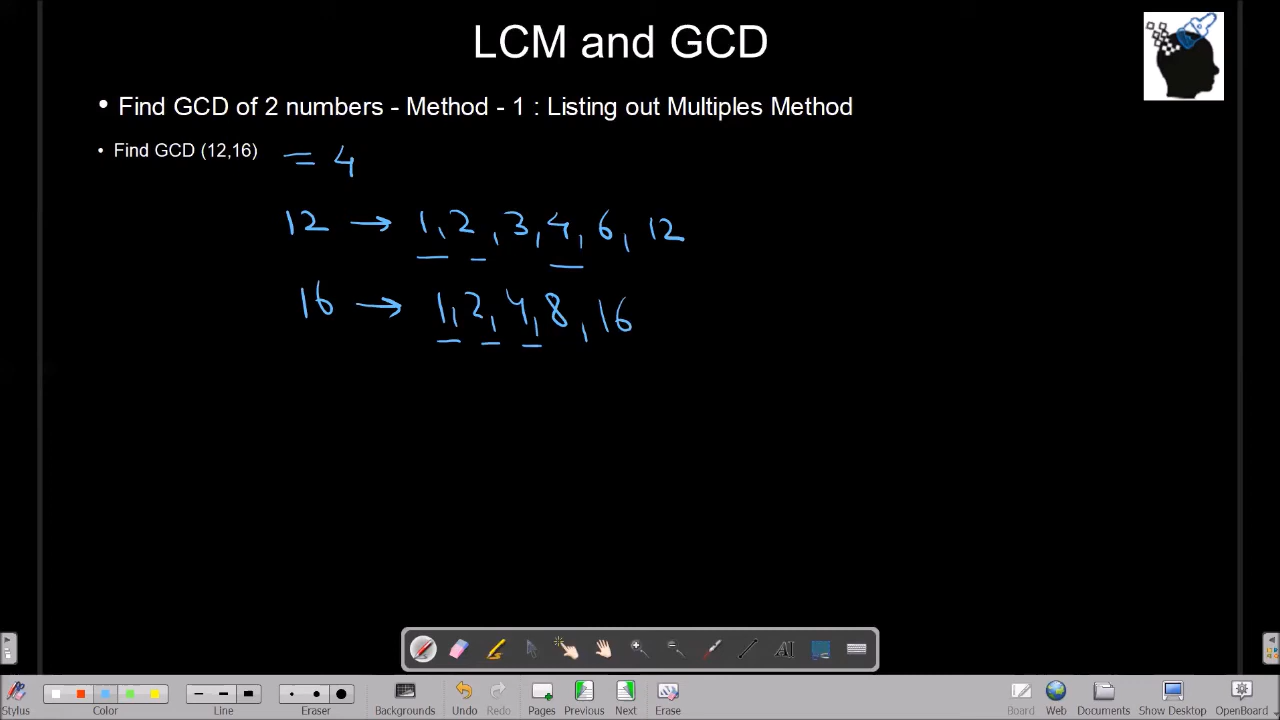 LCM and GCD
• Find GCD of 2 numbers - Method - 1 : Listing out Multiples Method
• Find GCD (12,16) = 4
12 → 1, 2, 3, 4, 6, 12
16 → 1, 2, 4, 8, 16
AI
Stylus Color Line Eraser Backgrounds Undo Redo Pages Previous Next Erase Board Web Documents Show Desktop OpenBoard